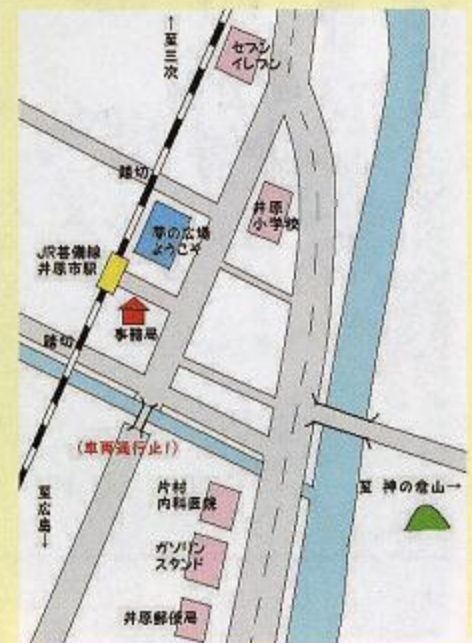 ↑至三次
セブン
イレブン
踏切
井原
小学校
夢の広場
ようこそ
JR芸備線
井原市駅
事務局
踏切
(車両通行止!)
至広島↓
至 神の倉山→
片村
内科医院
ガソリン
スタンド
井原郵便局